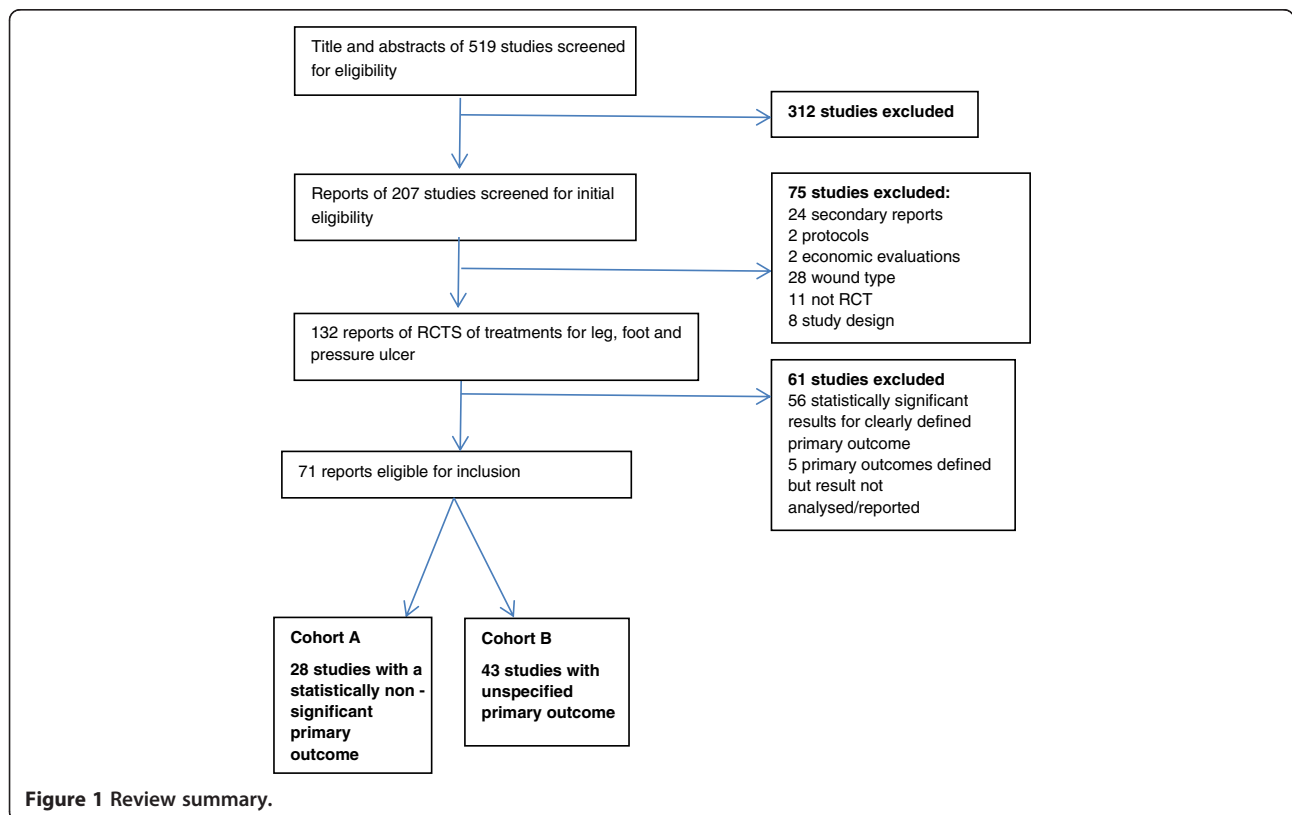 Title and abstracts of 519 studies screened
for eligibility
312 studies excluded
Reports of 207 studies screened for initial
eligibility
75 studies excluded:
24 secondary reports
2 protocols
2 economic evaluations
28 wound type
11 not RCT
8 study design
132 reports of RCTS of treatments for leg, foot and
pressure ulcer
61 studies excluded
56 statistically significant
results for clearly defined
primary outcome
5 primary outcomes defined
but result not
analysed/reported
71 reports eligible for inclusion
Cohort A
28 studies with a
statistically non -
significant
primary
outcome
Cohort B
43 studies with
unspecified
primary outcome
Figure 1 Review summary.